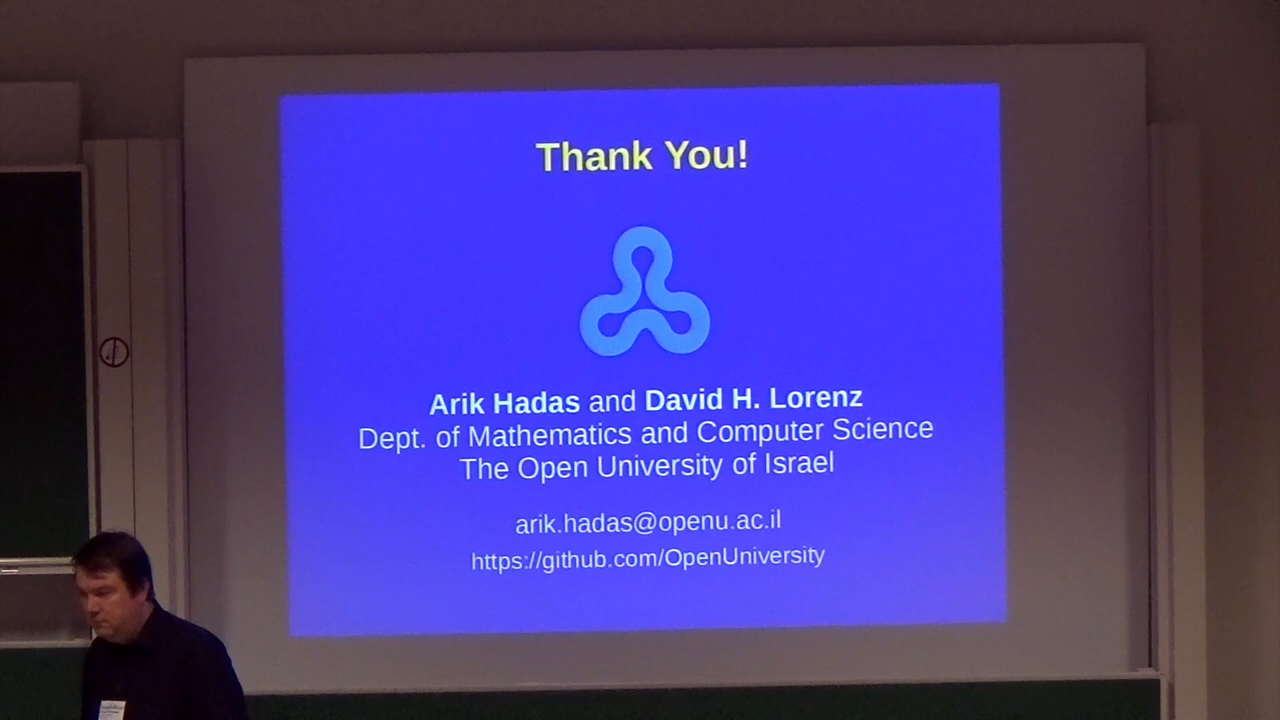 Thank You!
Arik Hadas and David H. Lorenz
Dept. of Mathematics and Computer Science
The Open University of Israel
arik.hadas@openu.ac.il
https://github.com/OpenUniversity